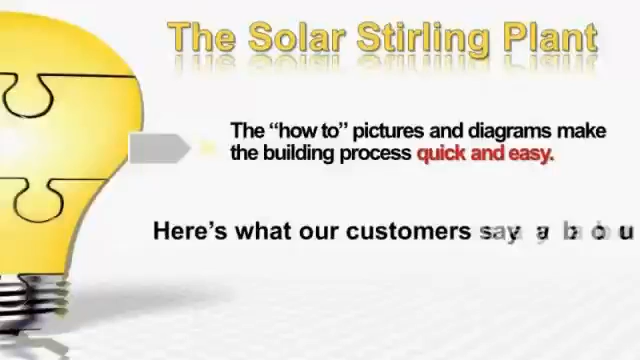 The Solar Stirling Plant
The “how to” pictures and diagrams make
the building process quick and easy.
Here’s what our customers say